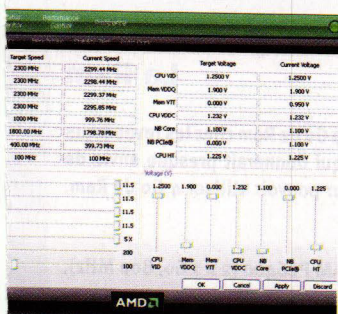 Performance
Target Speed Current Speed
2300 MHz 2299.44 MHz
2300 MHz 2298.44 MHz
2300 MHz 2299.37 MHz
2300 MHz 2295.85 MHz
1000 MHz 999.76 MHz
1800.00 MHz 1798.78 MHz
400.00 MHz 399.73 MHz
100 MHz 100 MHz
Target Voltage Current Voltage
CPU VID 1.2500 V 1.2500 V
Mem VDDQ 1.900 V 1.900 V
Mem VTT 0.000 V 0.950 V
CPU VDDC 1.232 V 1.232 V
NB Core 1.100 V 1.100 V
NB PCIe® 0.000 V 1.100 V
CPU HT 1.225 V 1.225 V
Voltage (V)
1.2500 1.900 0.000 1.232 1.100 0.000 1.225
11.5
11.5
11.5
11.5
5 X
200
100
CPU VID Mem VDDQ Mem VTT CPU VDDC NB Core NB PCIe® CPU HT
OK Cancel Apply Discard
AMD